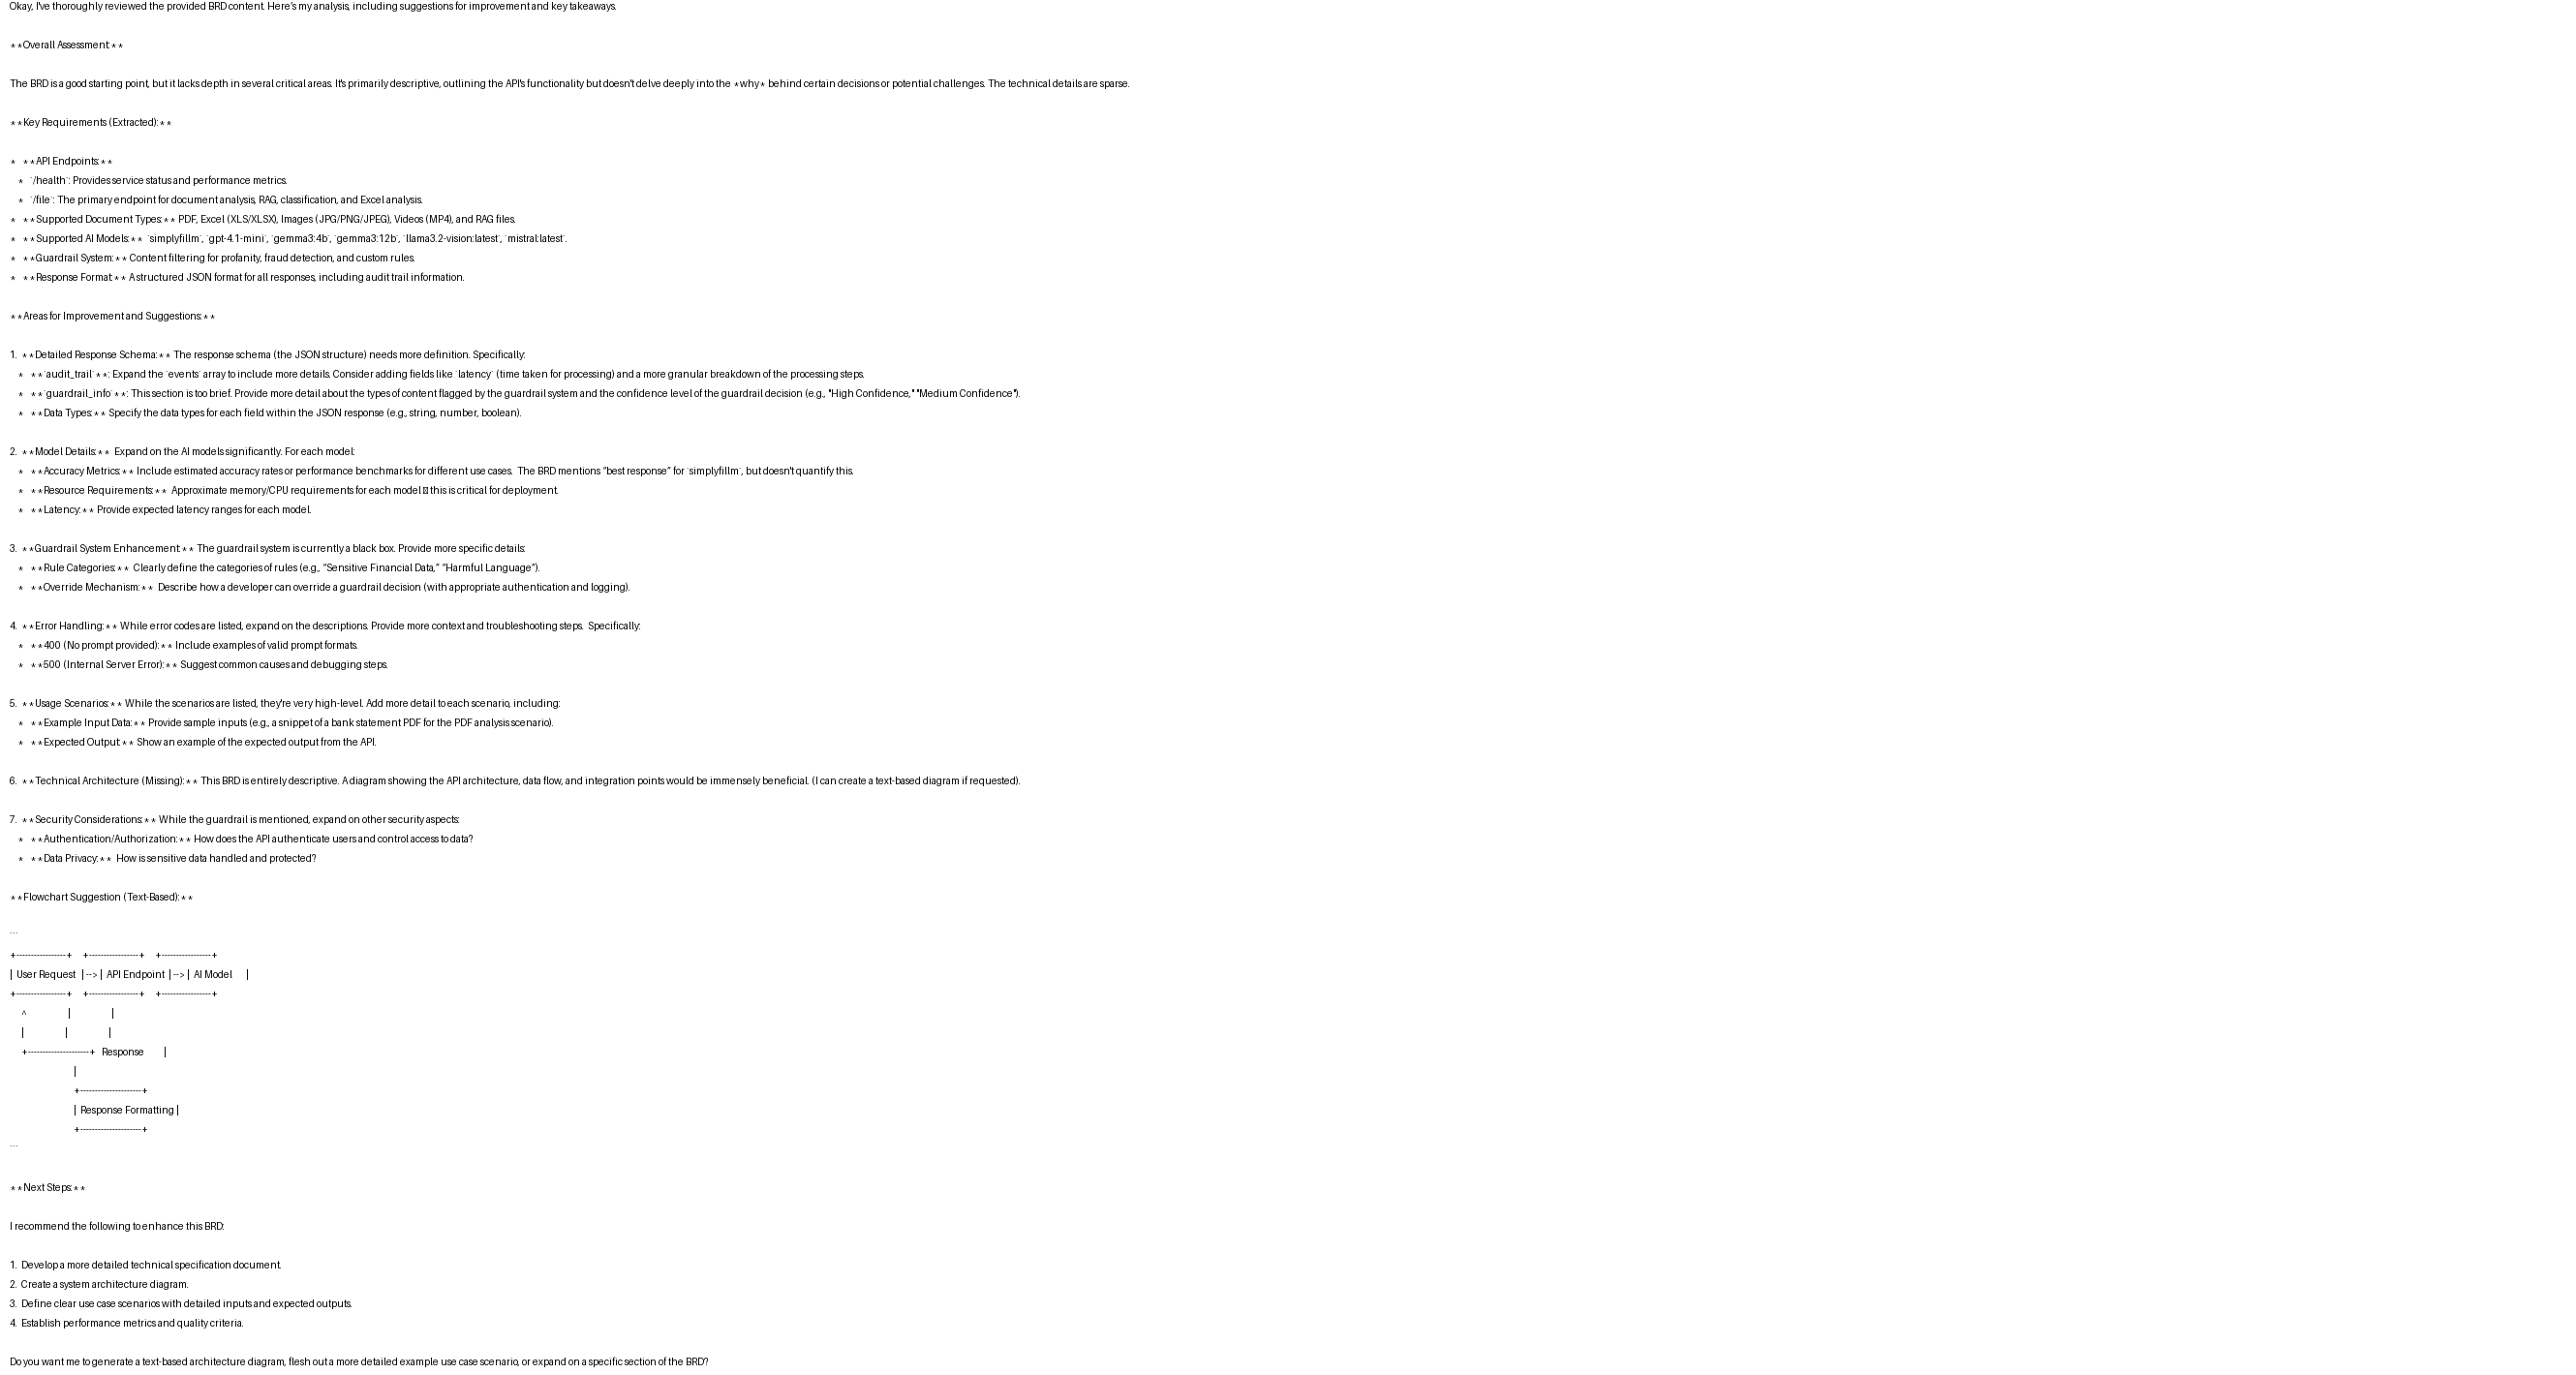 Okay, I've thoroughly reviewed the provided BRD content. Here's my analysis, including suggestions for improvement and key takeaways.
**Overall Assessment:**
The BRD is a good starting point, but it lacks depth in several critical areas. It's primarily descriptive, outlining the API's functionality but doesn't delve deeply into the *why* behind certain decisions or potential challenges. The technical details are sparse.
**Key Requirements (Extracted):**
*   **API Endpoints:**
    *   `/health`: Provides service status and performance metrics.
    *   `/file`: The primary endpoint for document analysis, RAG, classification, and Excel analysis.
*   **Supported Document Types:** PDF, Excel (XLS/XLSX), Images (JPG/PNG/JPEG), Videos (MP4), and RAG files.
*   **Supported AI Models:**  `simplyfillm`, `gpt-4.1-mini`, `gemma3:4b`, `gemma3:12b`, `llama3.2-vision:latest`, `mistral:latest`.
*   **Guardrail System:** Content filtering for profanity, fraud detection, and custom rules.
*   **Response Format:** A structured JSON format for all responses, including audit trail information.
**Areas for Improvement and Suggestions:**
1.  **Detailed Response Schema:** The response schema (the JSON structure) needs more definition. Specifically:
    *   **`audit_trail`**: Expand the `events` array to include more details. Consider adding fields like `latency` (time taken for processing) and a more granular breakdown of the processing steps.
    *   **`guardrail_info`**: This section is too brief. Provide more detail about the types of content flagged by the guardrail system and the confidence level of the guardrail decision (e.g., "High Confidence," "Medium Confidence").
    *   **Data Types:** Specify the data types for each field within the JSON response (e.g., string, number, boolean).
2.  **Model Details:**  Expand on the AI models significantly. For each model:
    *   **Accuracy Metrics:** Include estimated accuracy rates or performance benchmarks for different use cases.  The BRD mentions “best response” for `simplyfillm`, but doesn't quantify this.
    *   **Resource Requirements:**  Approximate memory/CPU requirements for each model this is critical for deployment.
    *   **Latency:** Provide expected latency ranges for each model.
3.  **Guardrail System Enhancement:** The guardrail system is currently a black box. Provide more specific details:
    *   **Rule Categories:**  Clearly define the categories of rules (e.g., “Sensitive Financial Data,” “Harmful Language”).
    *   **Override Mechanism:**  Describe how a developer can override a guardrail decision (with appropriate authentication and logging).
4.  **Error Handling:** While error codes are listed, expand on the descriptions. Provide more context and troubleshooting steps.  Specifically:
    *   **400 (No prompt provided):** Include examples of valid prompt formats.
    *   **500 (Internal Server Error):** Suggest common causes and debugging steps.
5.  **Usage Scenarios:** While the scenarios are listed, they're very high-level. Add more detail to each scenario, including:
    *   **Example Input Data:** Provide sample inputs (e.g., a snippet of a bank statement PDF for the PDF analysis scenario).
    *   **Expected Output:** Show an example of the expected output from the API.
6.  **Technical Architecture (Missing):** This BRD is entirely descriptive. A diagram showing the API architecture, data flow, and integration points would be immensely beneficial. (I can create a text-based diagram if requested).
7.  **Security Considerations:** While the guardrail is mentioned, expand on other security aspects:
    *   **Authentication/Authorization:** How does the API authenticate users and control access to data?
    *   **Data Privacy:**  How is sensitive data handled and protected?
**Flowchart Suggestion (Text-Based):**
```
+-----------------+     +-----------------+     +-----------------+
|  User Request   | --> |  API Endpoint  | --> |  AI Model      |
+-----------------+     +-----------------+     +-----------------+
      ^                    |                    |
      |                    |                    |
      +---------------------+   Response          |
                               |
                               +---------------------+
                               |  Response Formatting |
                               +---------------------+
```
**Next Steps:**
I recommend the following to enhance this BRD:
1.  Develop a more detailed technical specification document.
2.  Create a system architecture diagram.
3.  Define clear use case scenarios with detailed inputs and expected outputs.
4.  Establish performance metrics and quality criteria.
Do you want me to generate a text-based architecture diagram, flesh out a more detailed example use case scenario, or expand on a specific section of the BRD?